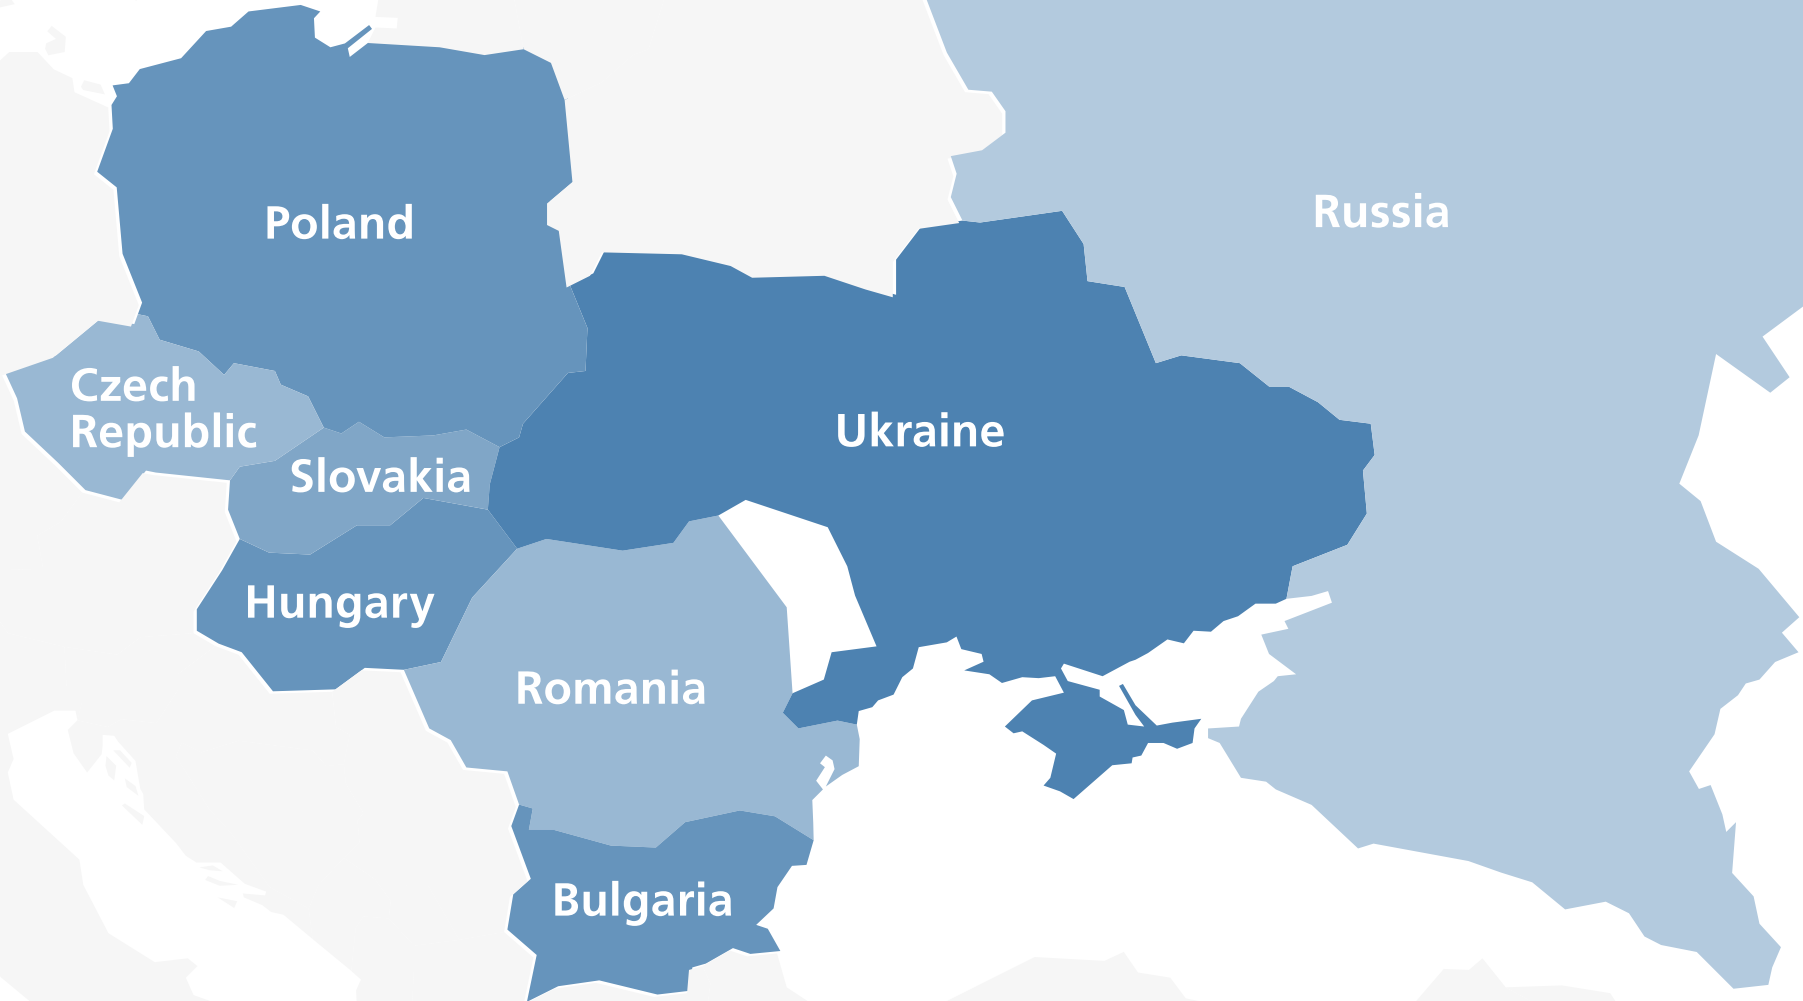 Poland
Russia
Czech
Republic
Ukraine
Slovakia
Hungary
Romania
Bulgaria